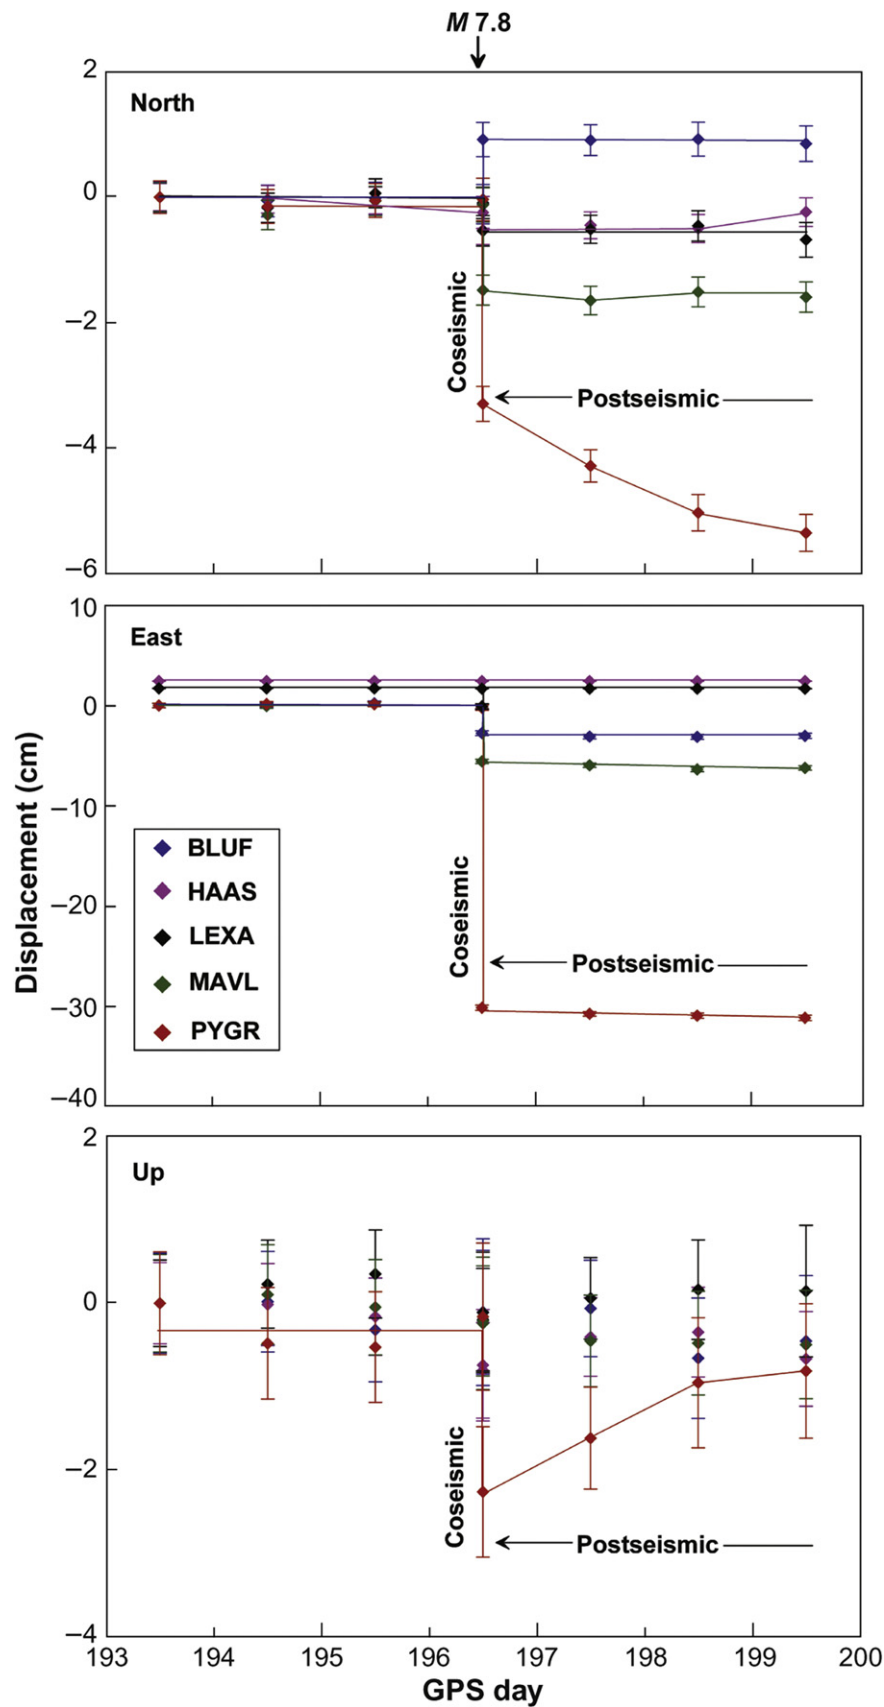 M 7.8
2
North
0
Coseismic
–2
Postseismic
–4
–6
10
East
0
Displacement (cm)
–10
BLUF
Coseismic
HAAS
–20
LEXA
Postseismic
MAVL
–30
PYGR
–40
2
Up
0
Coseismic
–2
Postseismic
–4
193 194 195 196 197 198 199 200
GPS day